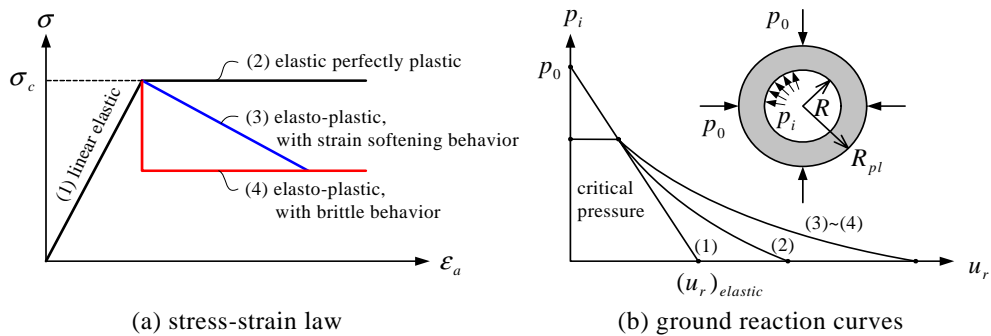 σ
σc
(1) linear elastic
(2) elastic perfectly plastic
(3) elasto-plastic,
with strain softening behavior
(4) elasto-plastic,
with brittle behavior
εa
(a) stress-strain law
pi
p0
p0
p0
pi
R
Rpl
critical
pressure
(1)
(2)
(3)~(4)
(ur)elastic
ur
(b) ground reaction curves